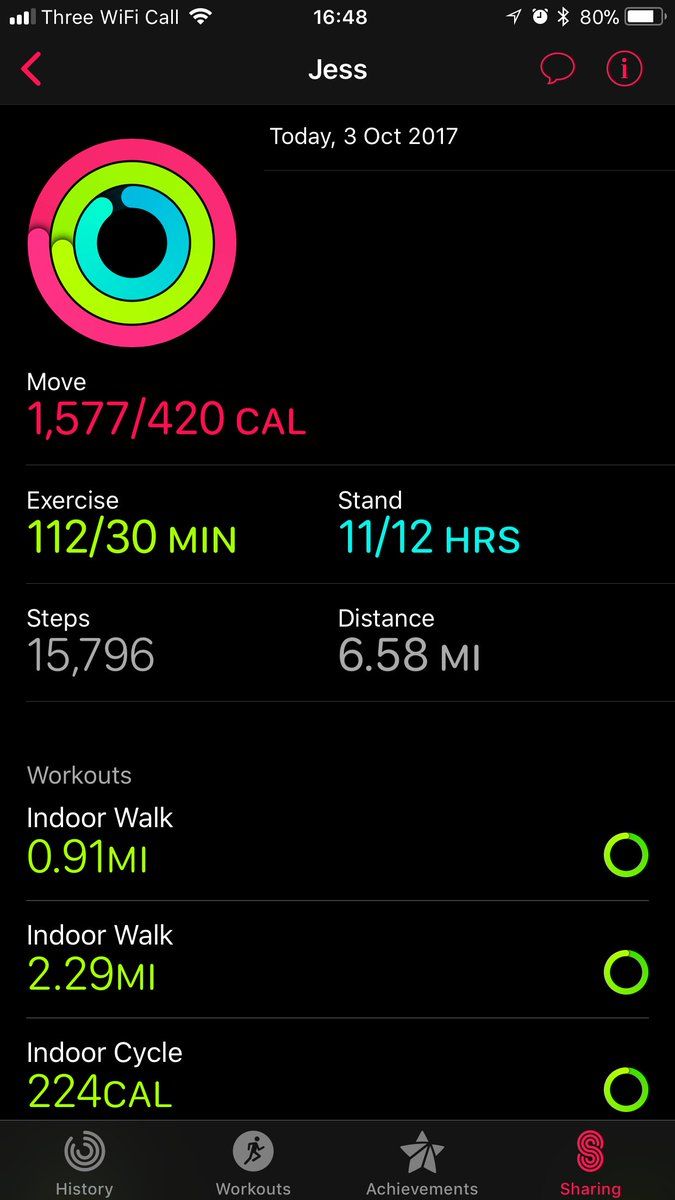 Three WiFi Call 16:48 80%
Jess
Today, 3 Oct 2017
Move
1,577/420 CAL
Exercise Stand
112/30 MIN 11/12 HRS
Steps Distance
15,796 6.58 MI
Workouts
Indoor Walk
0.91MI
Indoor Walk
2.29MI
Indoor Cycle
224CAL
History Workouts Achievements Sharing